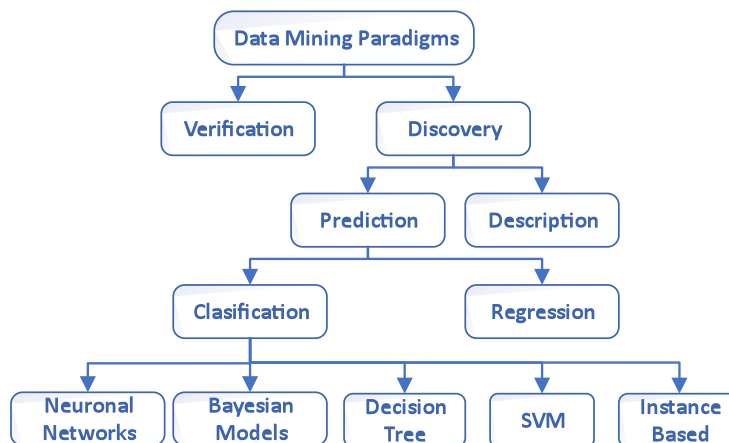 Data Mining Paradigms
Verification
Discovery
Prediction
Description
Clasification
Regression
Neuronal
Networks
Bayesian
Models
Decision
Tree
SVM
Instance
Based